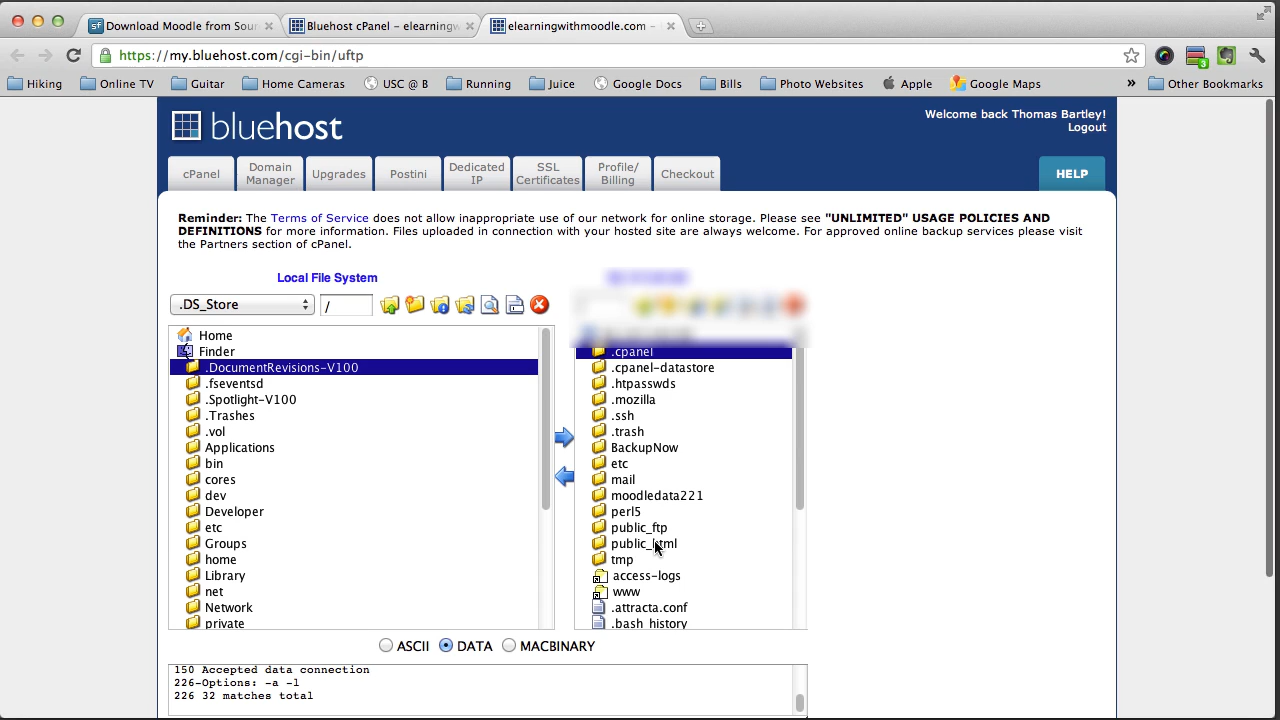 Download Moodle from Sour
Bluehost cPanel – elearningw
elearningwithmoodle.com –
https://my.bluehost.com/cgi-bin/uftp
3
Hiking
Online TV
Guitar
Home Cameras
USC @ B
Running
Juice
Google Docs
Bills
Photo Websites
Apple
Google Maps
»
Other Bookmarks
bluehost
Welcome back Thomas Bartley!
Logout
cPanel
Domain
Manager
Upgrades
Postini
Dedicated
IP
SSL
Certificates
Profile/
Billing
Checkout
HELP
Reminder: The Terms of Service does not allow inappropriate use of our network for online storage. Please see "UNLIMITED" USAGE POLICIES AND
DEFINITIONS for more information. Files uploaded in connection with your hosted site are always welcome. For approved online backup services please visit
the Partners section of cPanel.
Local File System
.DS_Store
/
Home
Finder
.DocumentRevisions-V100
.fseventsd
.Spotlight-V100
.Trashes
.vol
Applications
bin
cores
dev
Developer
etc
Groups
home
Library
net
Network
private
.cpanel
.cpanel-datastore
.htpasswds
.mozilla
.ssh
.trash
BackupNow
etc
mail
moodledata221
perl5
public_ftp
public_html
tmp
access-logs
www
.attracta.conf
.bash_history
ASCII
DATA
MACBINARY
150 Accepted data connection
226-Options: -a -l
226 32 matches total